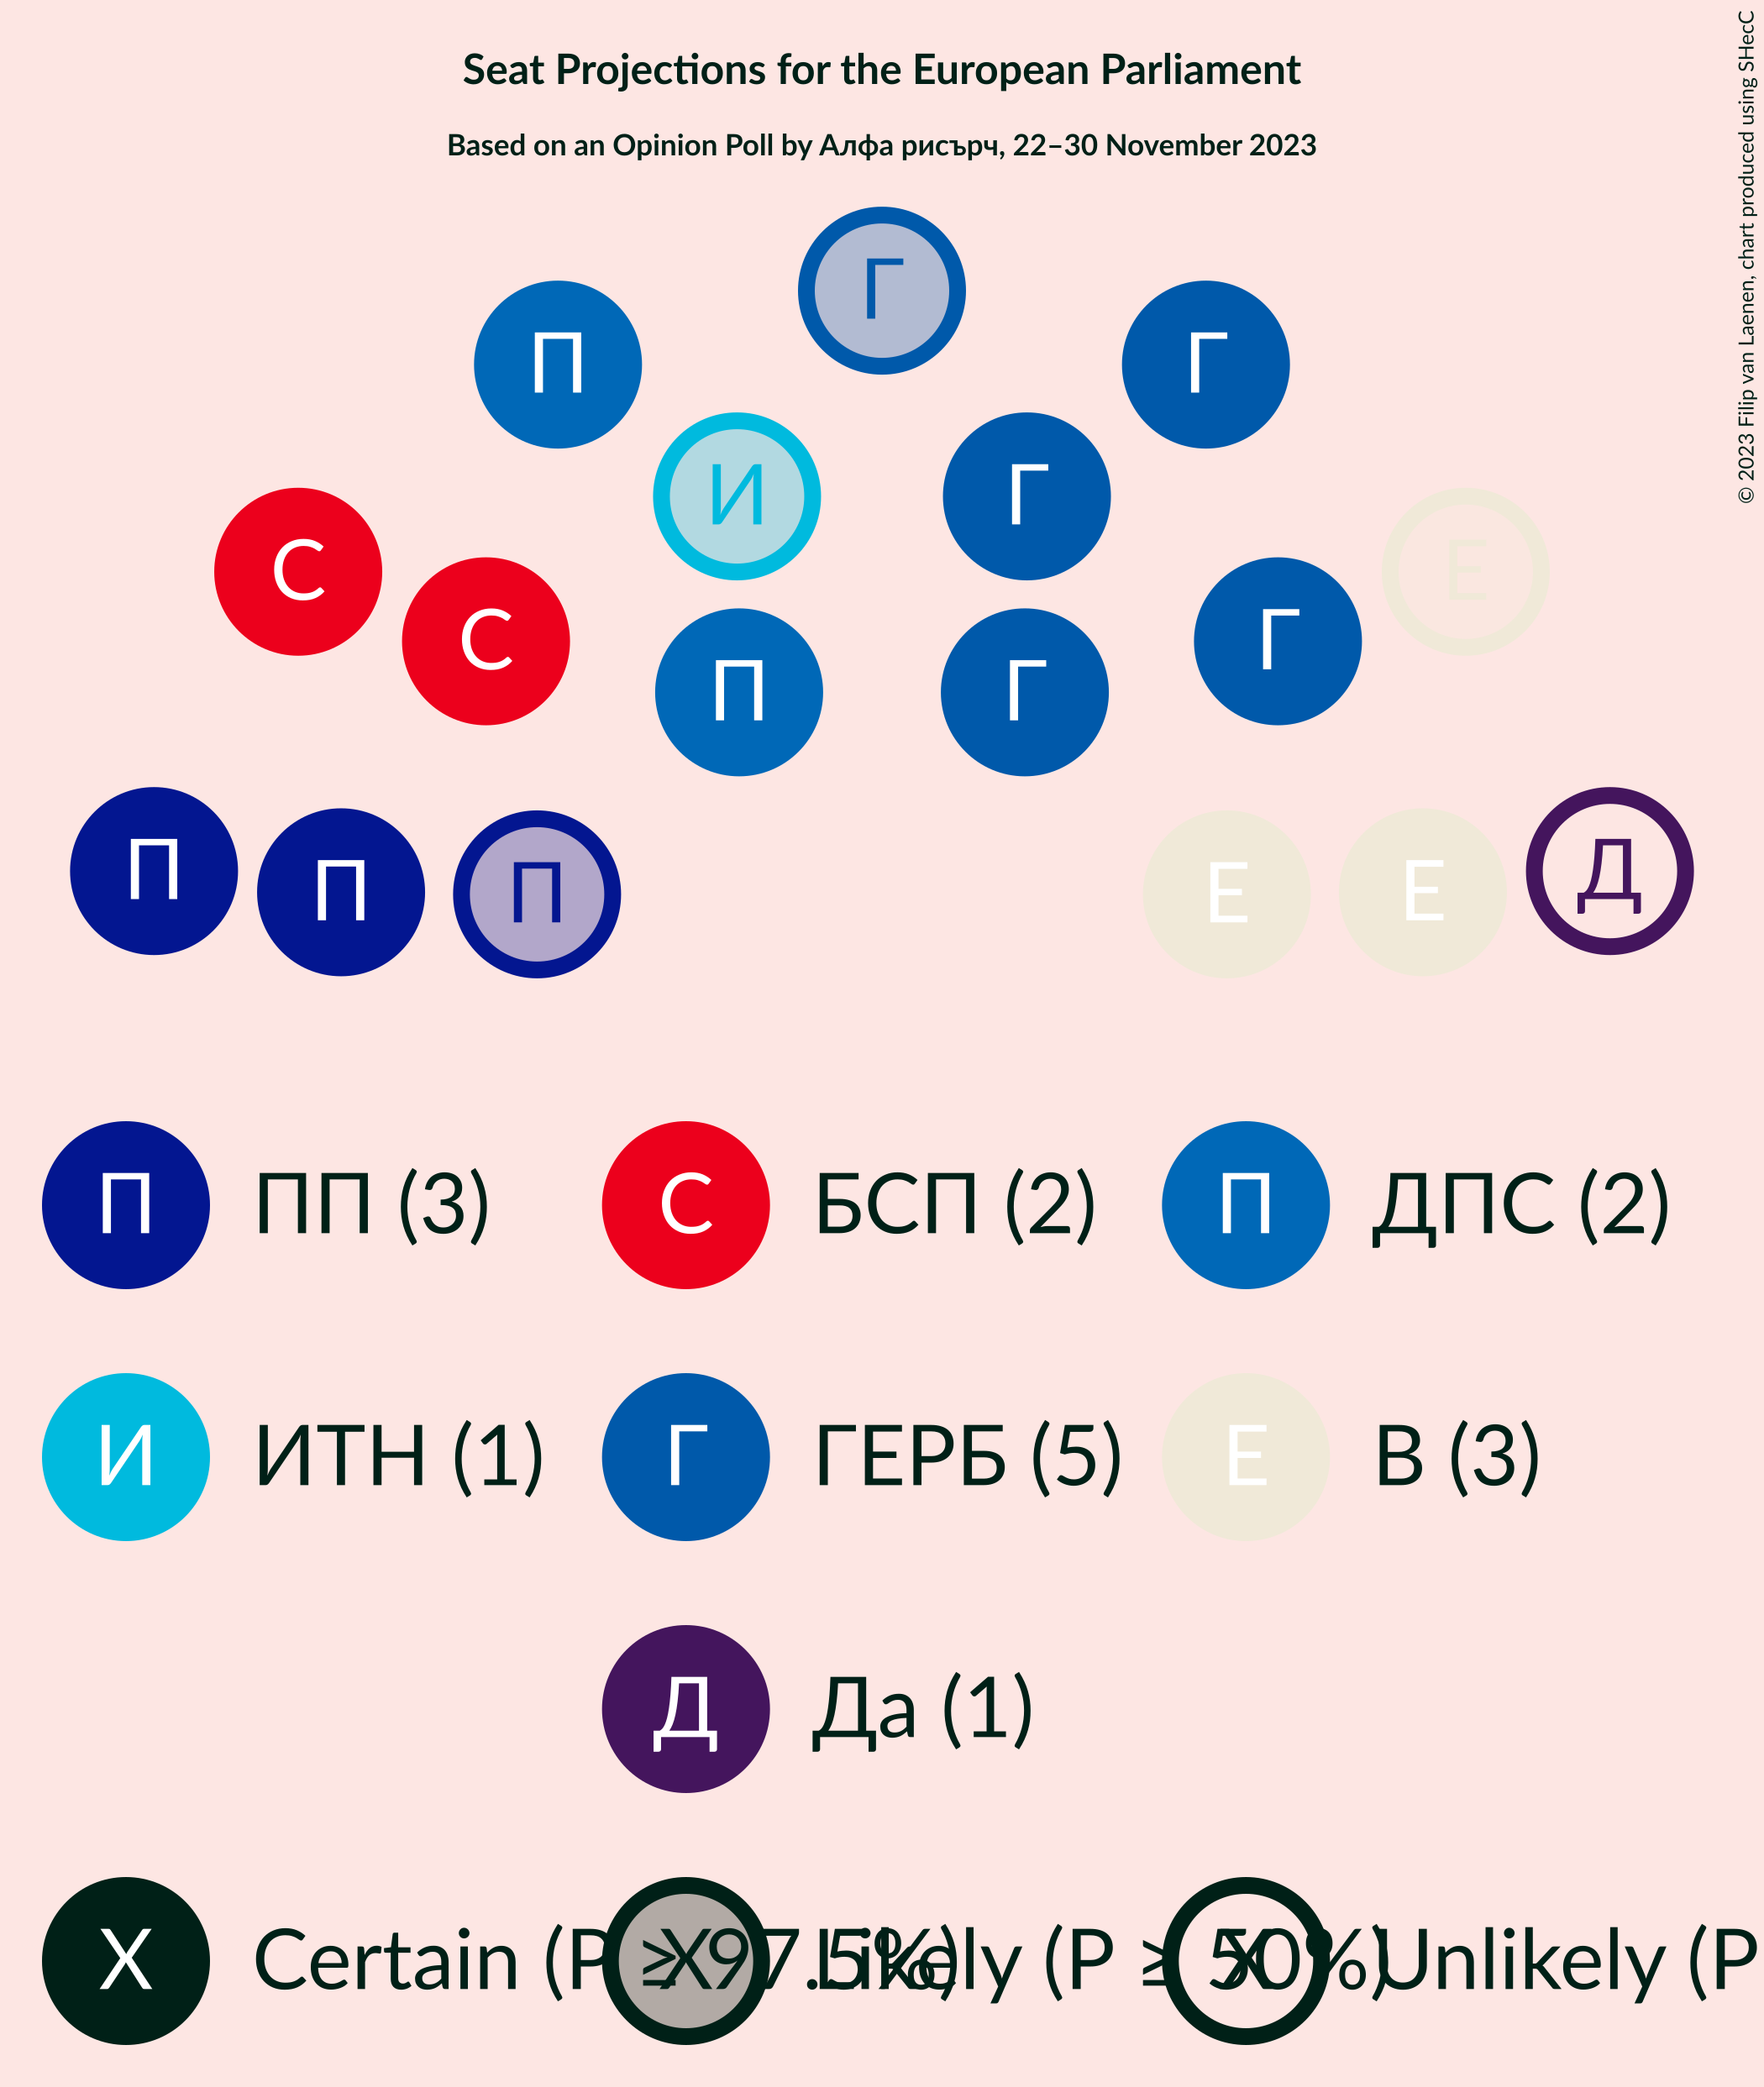 Seat Projections for the European Parliament
Based on an Opinion Poll by Алфа рисърч, 22–30 November 2023
© 2023 Filip van Laenen, chart produced using SHecC
Г
П Г
И Г
С Е
С Г
П Г
П Д
П П Е Е
П ПП (3) С БСП (2) П ДПС (2)
И ИТН (1) Г ГЕРБ (5) Е В (3)
Д Да (1)
X Certain (P ≥ 97.5%) X Likely (P ≥ 50%) X Unlikely (P